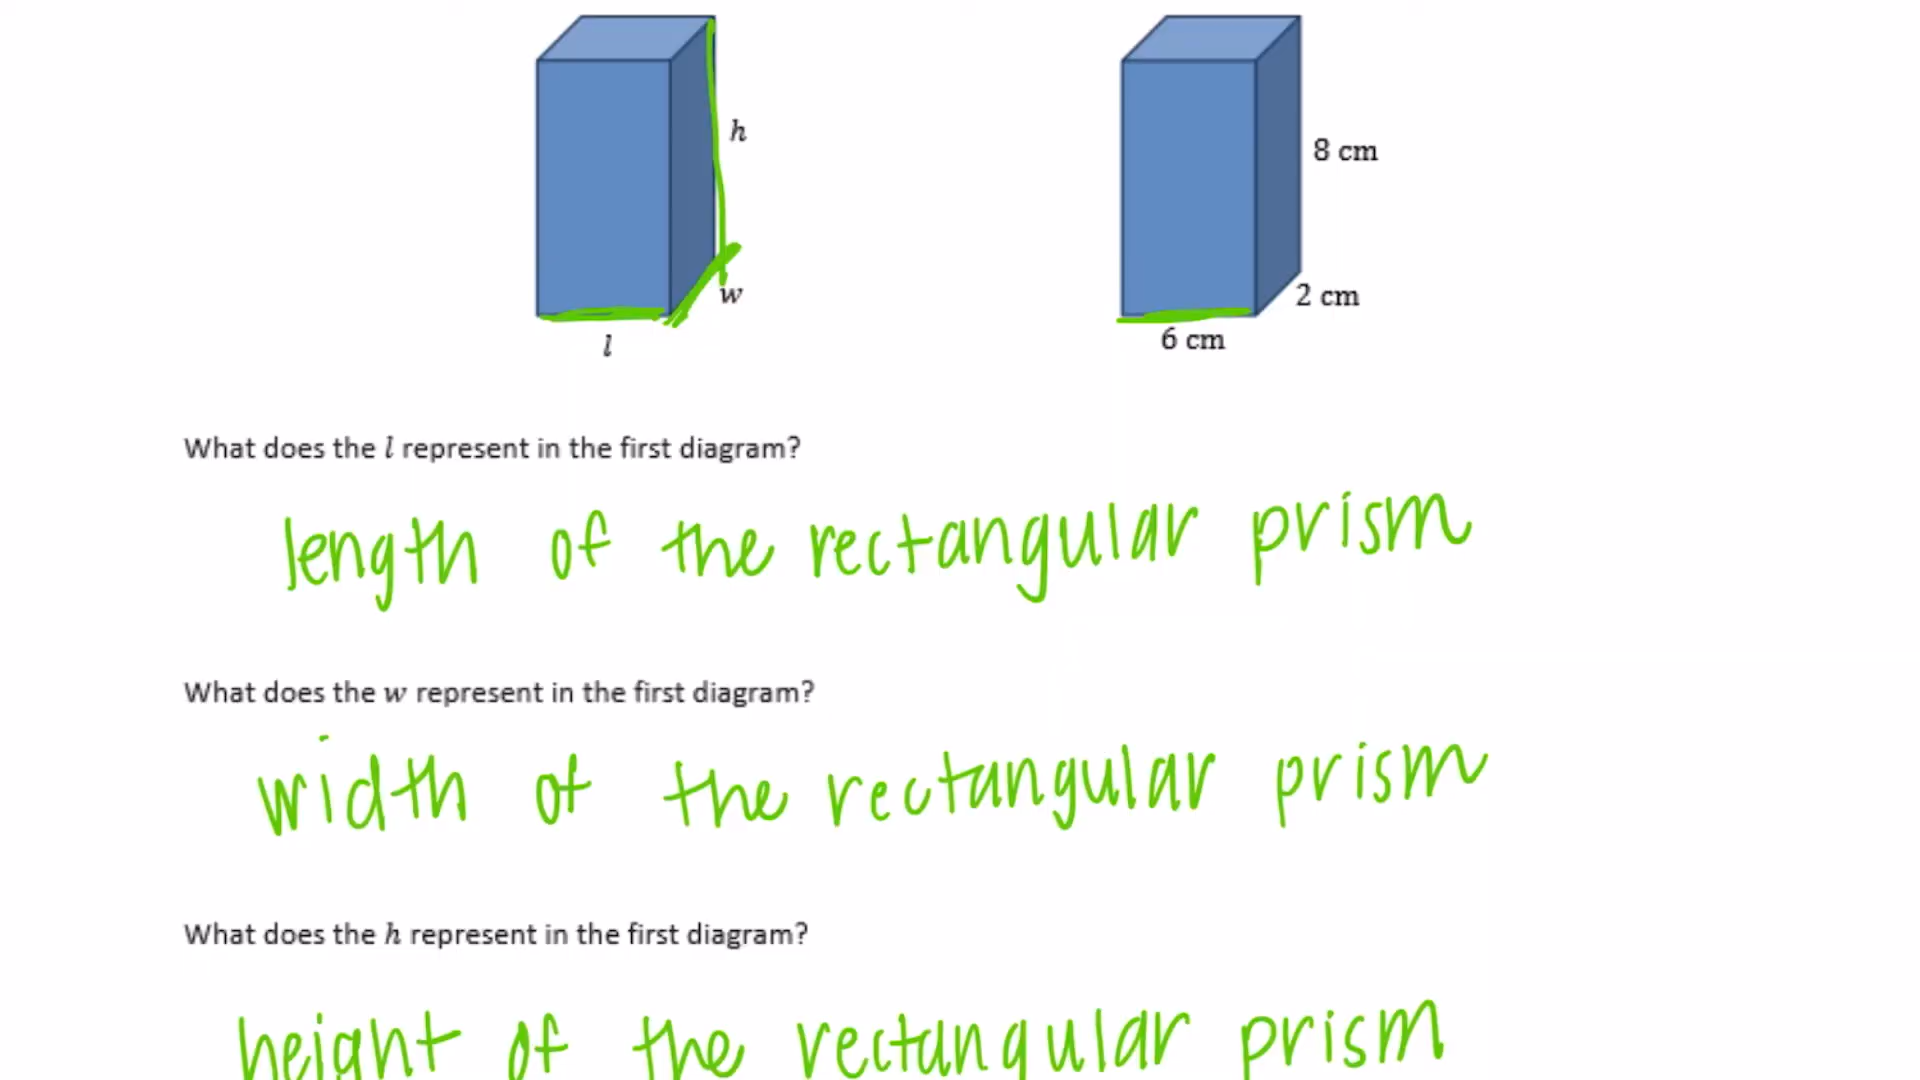 h
8 cm
w
2 cm
l
6 cm
What does the l represent in the first diagram?
length of the rectangular prism
What does the w represent in the first diagram?
width of the rectangular prism
What does the h represent in the first diagram?
height of the rectangular prism